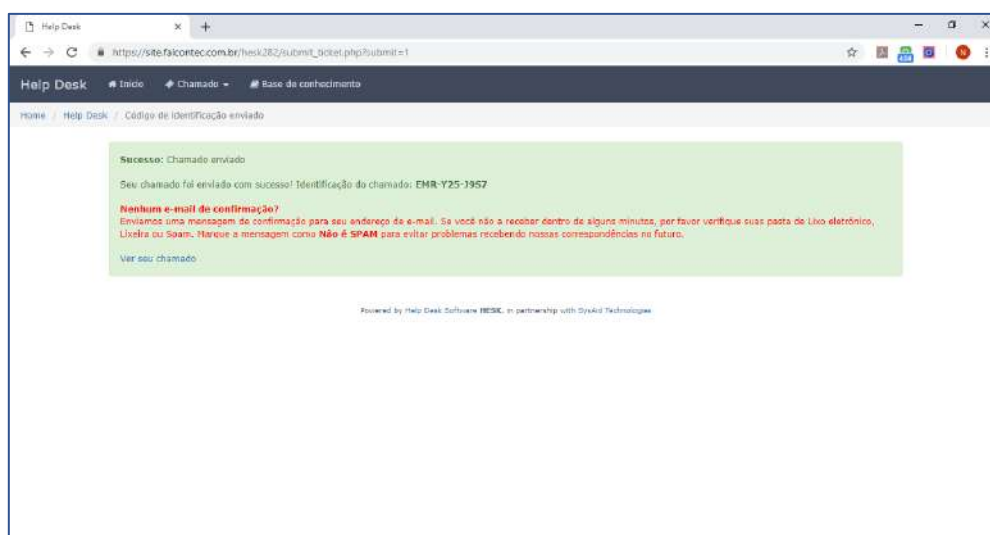 Help Desk
https://site.falcontec.com.br/hesk282/submit_ticket.php?submit=1
Help Desk Início Chamado Base de conhecimento
Home / Help Desk / Código de identificação enviado
Sucesso: Chamado enviado
Seu chamado foi enviado com sucesso! Identificação do chamado: EMR-Y25-J9S7
Nenhum e-mail de confirmação?
Enviamos uma mensagem de confirmação para seu endereço de e-mail. Se você não a receber dentro de alguns minutos, por favor verifique suas pasta de Lixo eletrônico,
Lixeira ou Spam. Marque a mensagem como Não é SPAM para evitar problemas recebendo nossas correspondências no futuro.
Ver seu chamado
Powered by Help Desk Software HESK, in partnership with SysAid Technologies